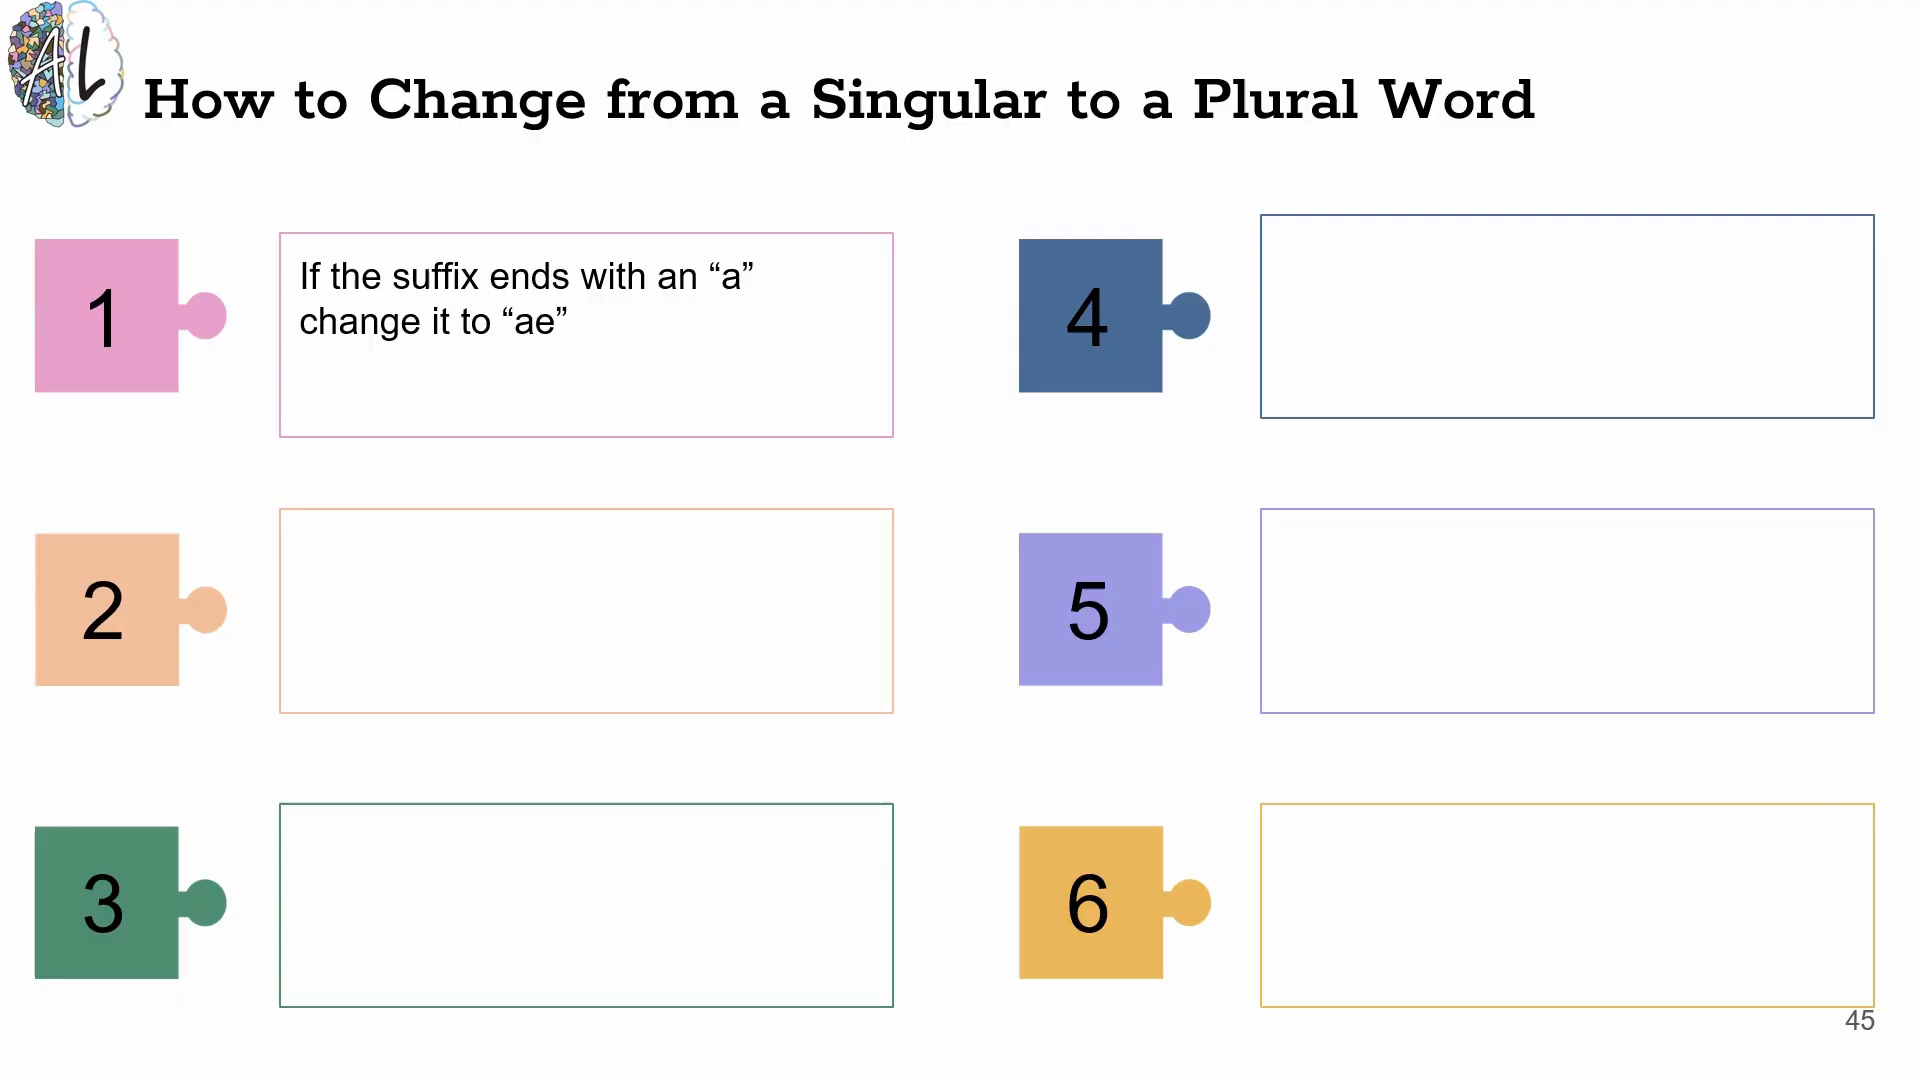 AL
How to Change from a Singular to a Plural Word
1
If the suffix ends with an “a”
change it to “ae”
2
3
4
5
6
45